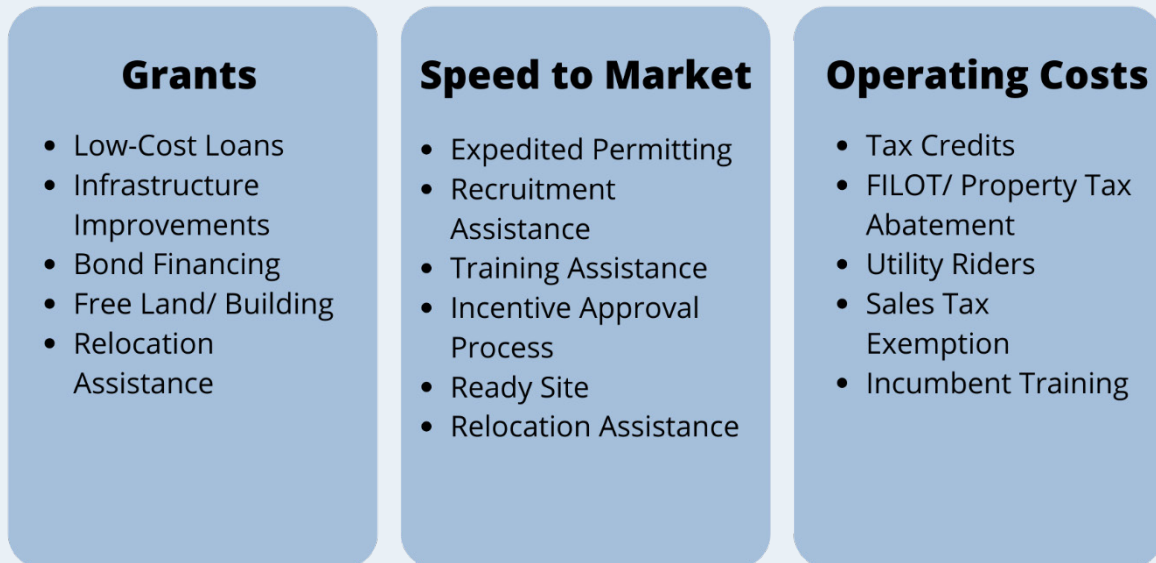 Grants
• Low-Cost Loans
• Infrastructure
Improvements
• Bond Financing
• Free Land/ Building
• Relocation
Assistance
Speed to Market
• Expedited Permitting
• Recruitment
Assistance
• Training Assistance
• Incentive Approval
Process
• Ready Site
• Relocation Assistance
Operating Costs
• Tax Credits
• FILOT/ Property Tax
Abatement
• Utility Riders
• Sales Tax
Exemption
• Incumbent Training